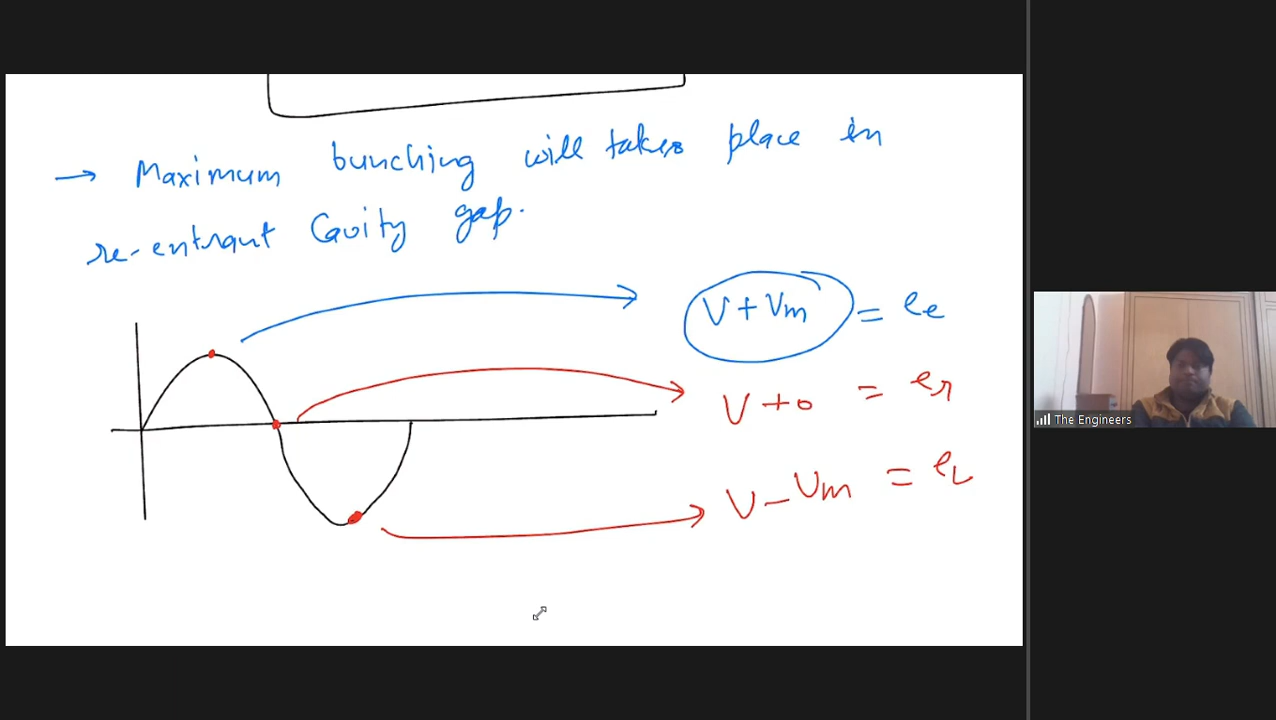 → Maximum bunching will takes place in
re-entrant Cavity gap.
V + Vm = ee
V + 0 = er
V - Vm = eL
The Engineers